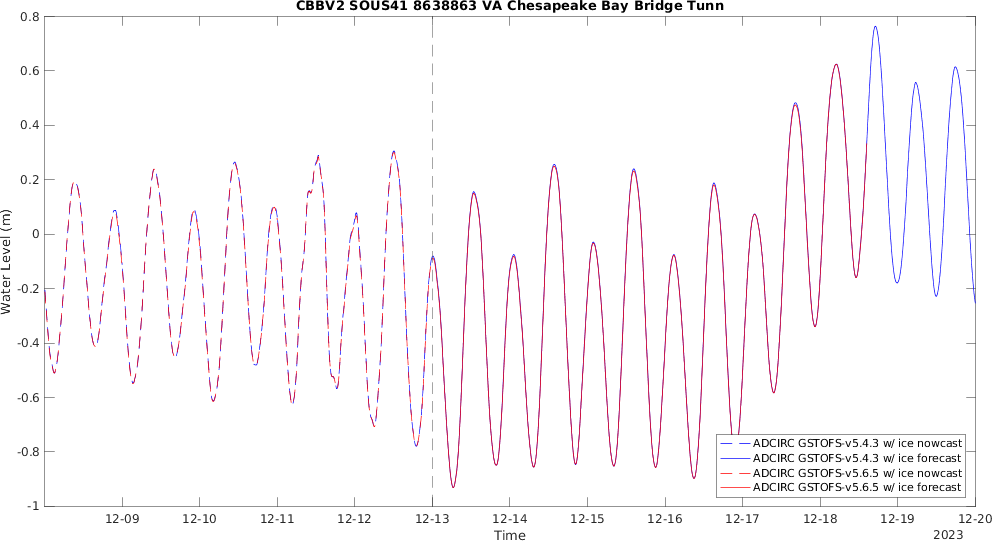 CBBV2 SOUS41 8638863 VA Chesapeake Bay Bridge Tunn
0.8
0.6
0.4
0.2
0
-0.2
-0.4
-0.6
-0.8
-1
Water Level (m)
ADCIRC GSTOFS-v5.4.3 w/ ice nowcast
ADCIRC GSTOFS-v5.4.3 w/ ice forecast
ADCIRC GSTOFS-v5.6.5 w/ ice nowcast
ADCIRC GSTOFS-v5.6.5 w/ ice forecast
12-09 12-10 12-11 12-12 12-13 12-14 12-15 12-16 12-17 12-18 12-19 12-20
Time
2023